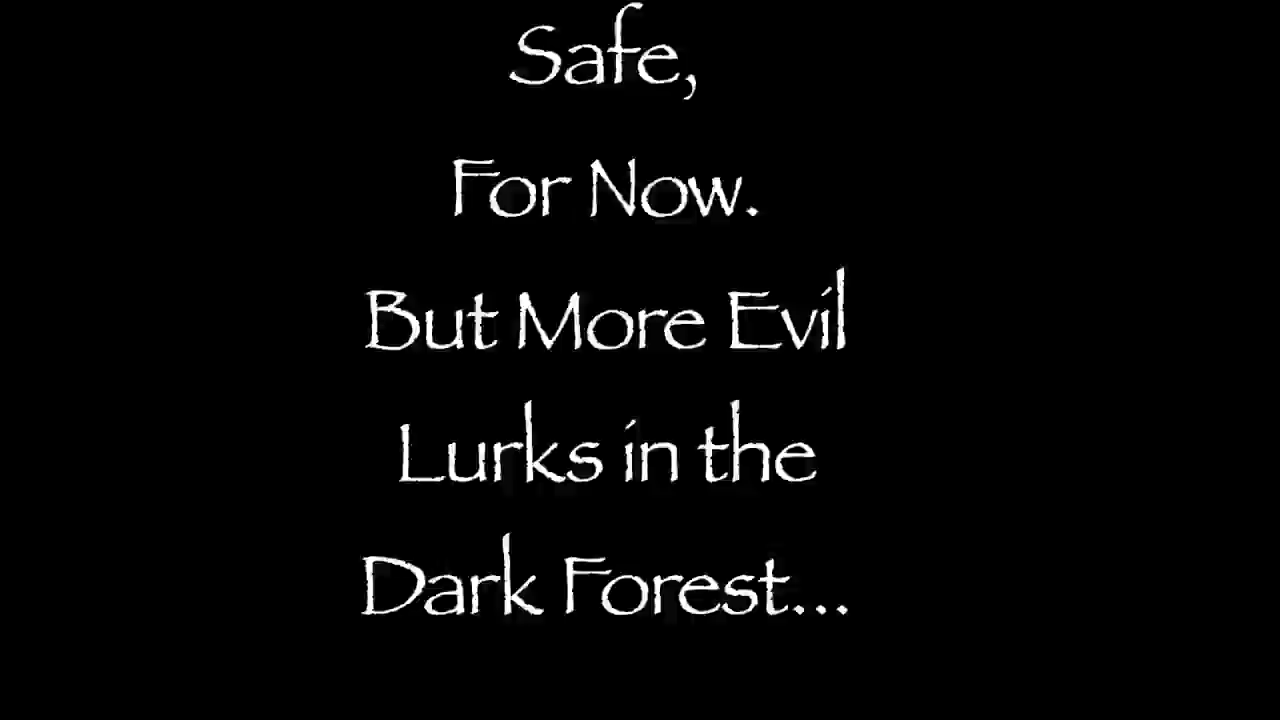 Safe,
For Now.
But More Evil
Lurks in the
Dark Forest...